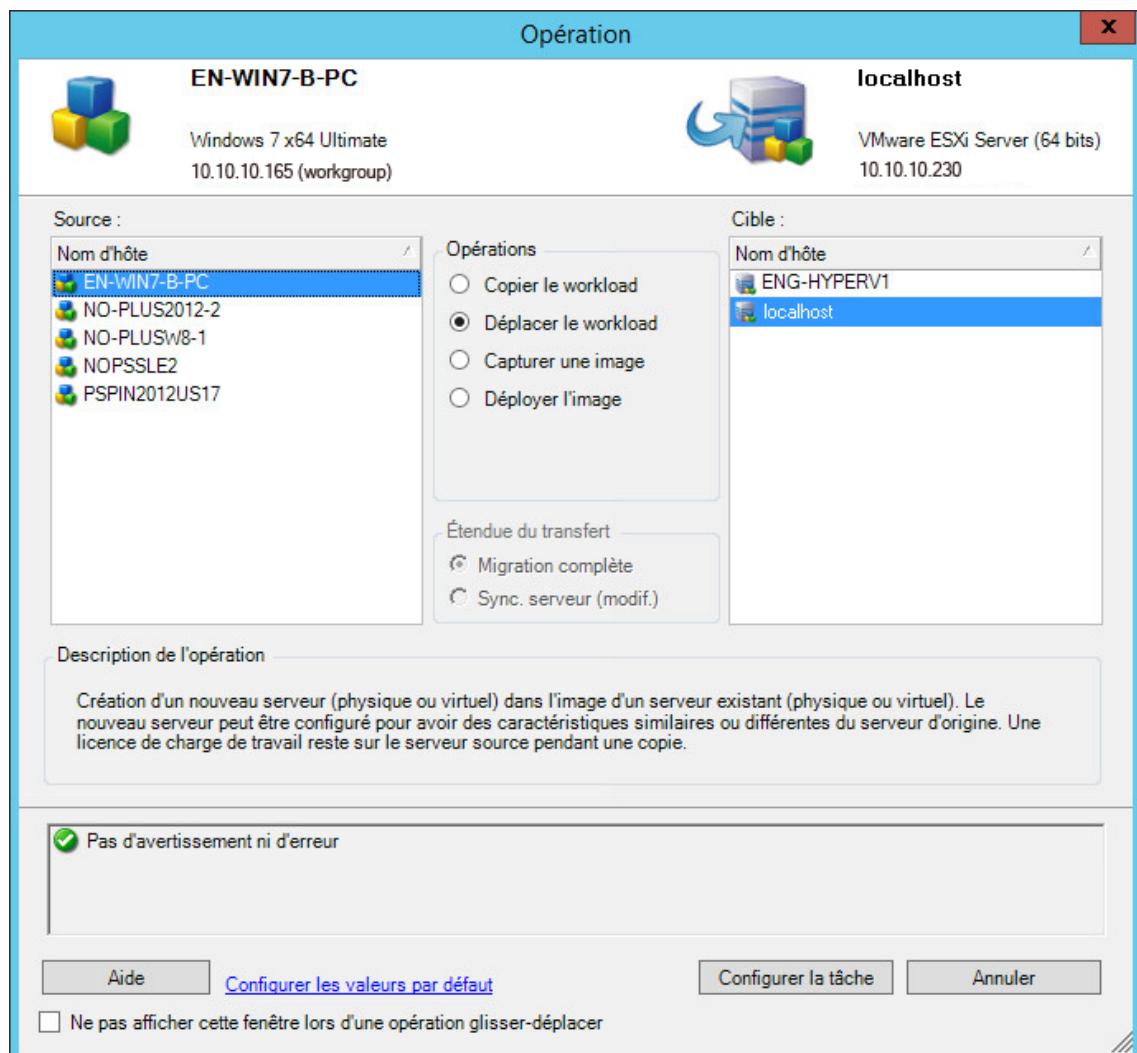 Opération
x
EN-WIN7-B-PC
localhost
Windows 7 x64 Ultimate
VMware ESXi Server (64 bits)
10.10.10.165 (workgroup)
10.10.10.230
Source :
Cible :
Nom d'hôte
EN-WIN7-B-PC
NO-PLUS2012-2
NO-PLUSW8-1
NOPSSLE2
PSPIN2012US17
Opérations
Copier le workload
Déplacer le workload
Capturer une image
Déployer l'image
Étendue du transfert
Migration complète
Sync. serveur (modif.)
Nom d'hôte
ENG-HYPERV1
localhost
Description de l'opération
Création d'un nouveau serveur (physique ou virtuel) dans l'image d'un serveur existant (physique ou virtuel). Le
nouveau serveur peut être configuré pour avoir des caractéristiques similaires ou différentes du serveur d'origine. Une
licence de charge de travail reste sur le serveur source pendant une copie.
Pas d'avertissement ni d'erreur
Aide
Configurer les valeurs par défaut
Configurer la tâche
Annuler
Ne pas afficher cette fenêtre lors d'une opération glisser-déplacer